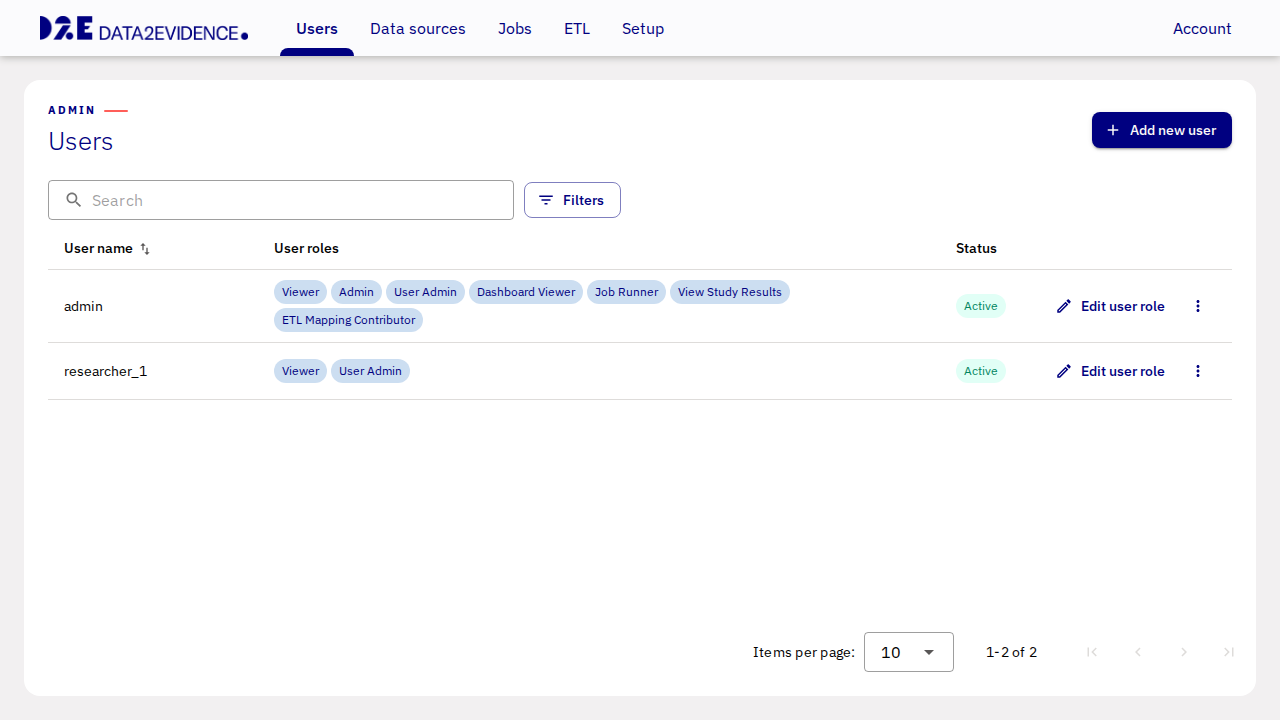 D2E DATA2EVIDENCE. Users Data sources Jobs ETL Setup Account
ADMIN
Users
Add new user
Search Filters
User name User roles Status
Viewer Admin User Admin Dashboard Viewer Job Runner View Study Results
admin Active Edit user role
ETL Mapping Contributor
researcher_1 Viewer User Admin Active Edit user role
Items per page: 10 1-2 of 2